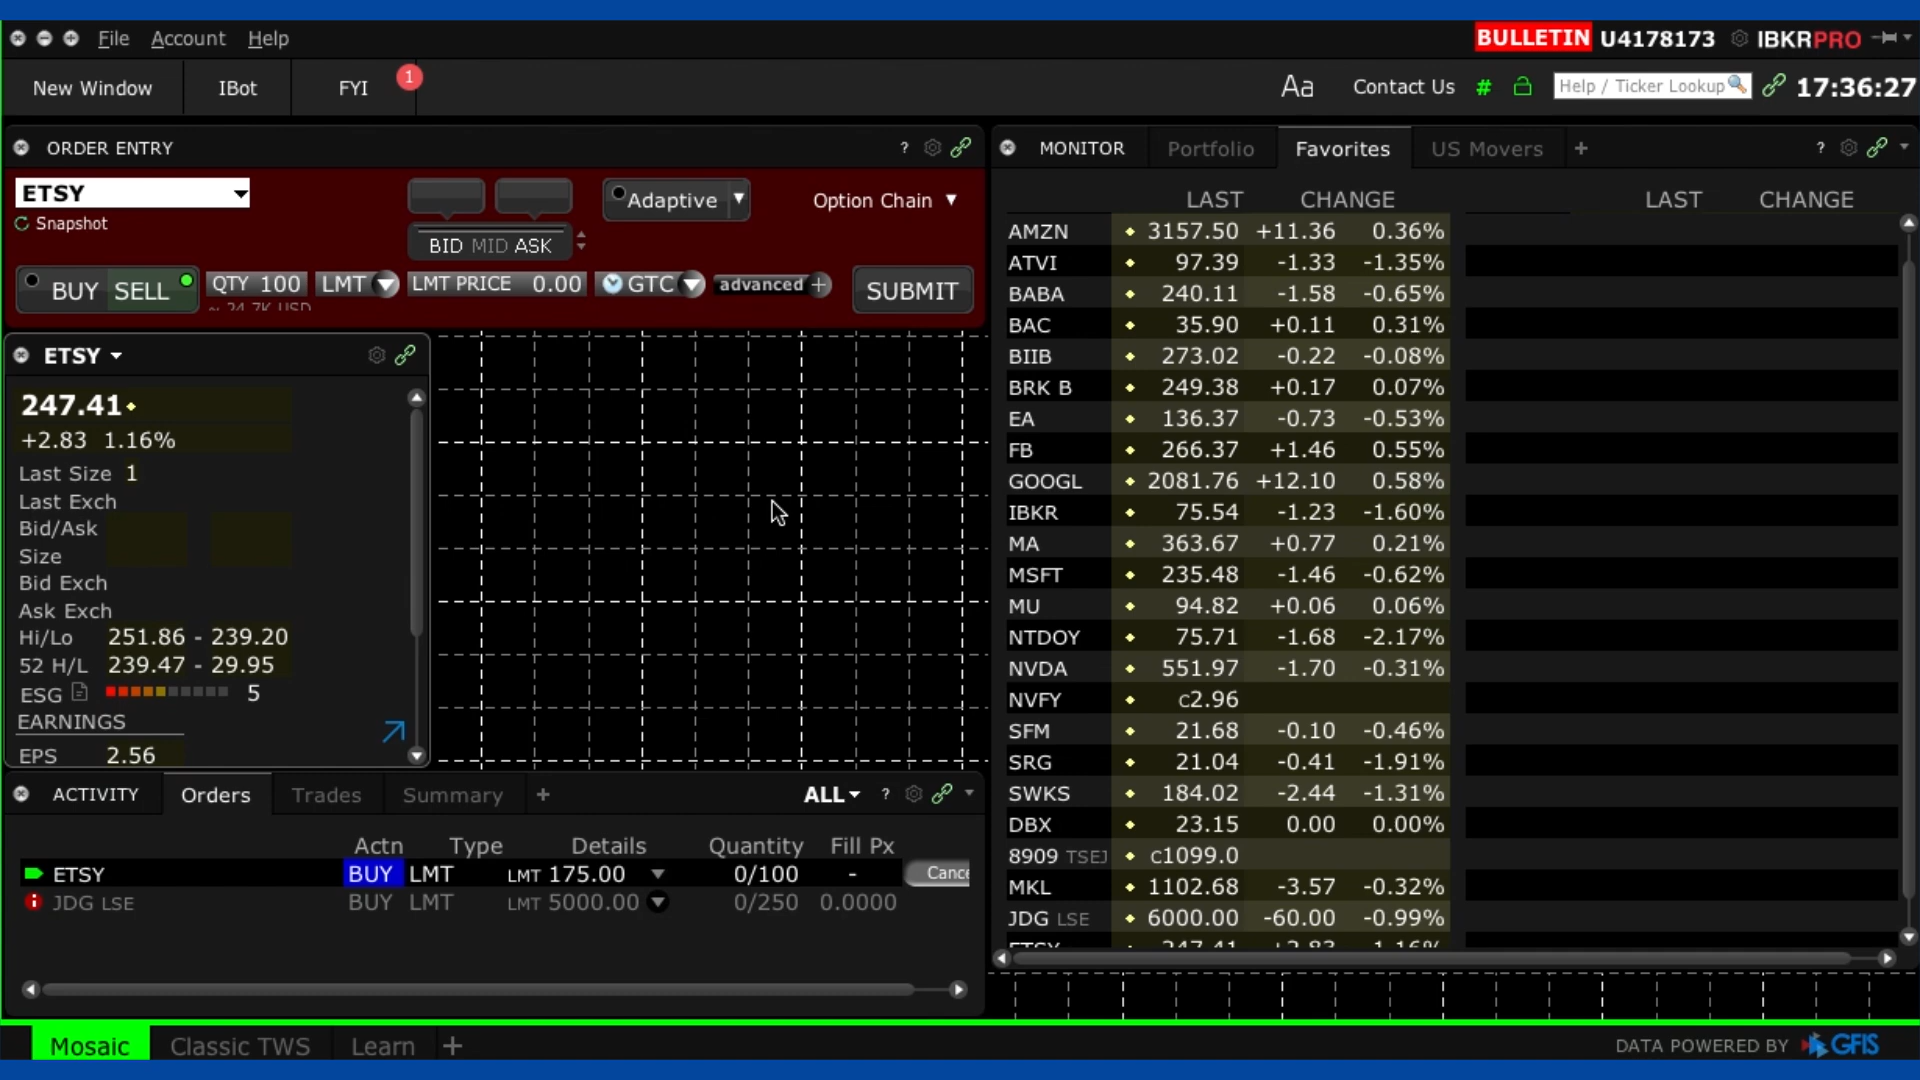 File Account Help BULLETIN U4178173 IBKRPRO
New Window IBot FYI 1 Aa Contact Us # Help / Ticker Lookup 17:36:27
ORDER ENTRY ?
ETSY
Snapshot
Adaptive Option Chain
BID MID ASK
BUY SELL QTY 100 LMT LMT PRICE 0.00 GTC advanced + SUBMIT
≈ 24.7K USD
ETSY
247.41
+2.83 1.16%
Last Size 1
Last Exch
Bid/Ask
Size
Bid Exch
Ask Exch
Hi/Lo 251.86 - 239.20
52 H/L 239.47 - 29.95
ESG 5
EARNINGS
EPS 2.56
ACTIVITY Orders Trades Summary + ALL ?
Actn Type Details Quantity Fill Px
ETSY BUY LMT LMT 175.00 0/100 - Cance
JDG LSE BUY LMT LMT 5000.00 0/250 0.0000
MONITOR Portfolio Favorites US Movers + ?
LAST CHANGE LAST CHANGE
AMZN 3157.50 +11.36 0.36%
ATVI 97.39 -1.33 -1.35%
BABA 240.11 -1.58 -0.65%
BAC 35.90 +0.11 0.31%
BIIB 273.02 -0.22 -0.08%
BRK B 249.38 +0.17 0.07%
EA 136.37 -0.73 -0.53%
FB 266.37 +1.46 0.55%
GOOGL 2081.76 +12.10 0.58%
IBKR 75.54 -1.23 -1.60%
MA 363.67 +0.77 0.21%
MSFT 235.48 -1.46 -0.62%
MU 94.82 +0.06 0.06%
NTDOY 75.71 -1.68 -2.17%
NVDA 551.97 -1.70 -0.31%
NVFY c2.96
SFM 21.68 -0.10 -0.46%
SRG 21.04 -0.41 -1.91%
SWKS 184.02 -2.44 -1.31%
DBX 23.15 0.00 0.00%
8909 TSEJ c1099.0
MKL 1102.68 -3.57 -0.32%
JDG LSE 6000.00 -60.00 -0.99%
ETSY 247.41 +2.83 1.16%
Mosaic Classic TWS Learn + DATA POWERED BY GFIS